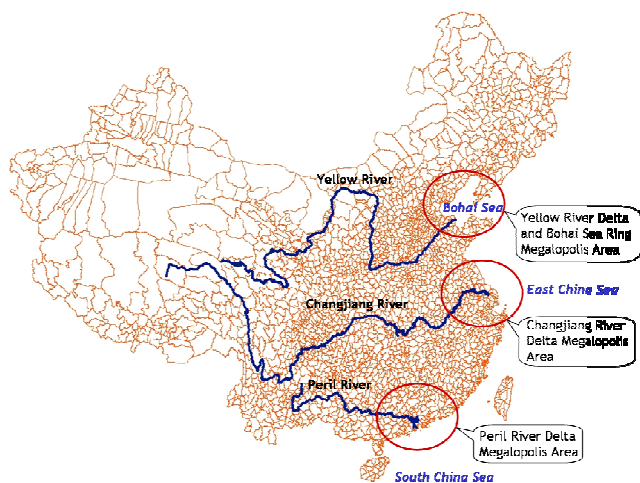 Yellow River
Bohai Sea
Yellow River Delta
and Bohai Sea Ring
Megalopolis Area
East China Sea
Changjiang River
Changjiang River
Delta Megalopolis
Area
Peril River
Peril River Delta
Megalopolis Area
South China Sea